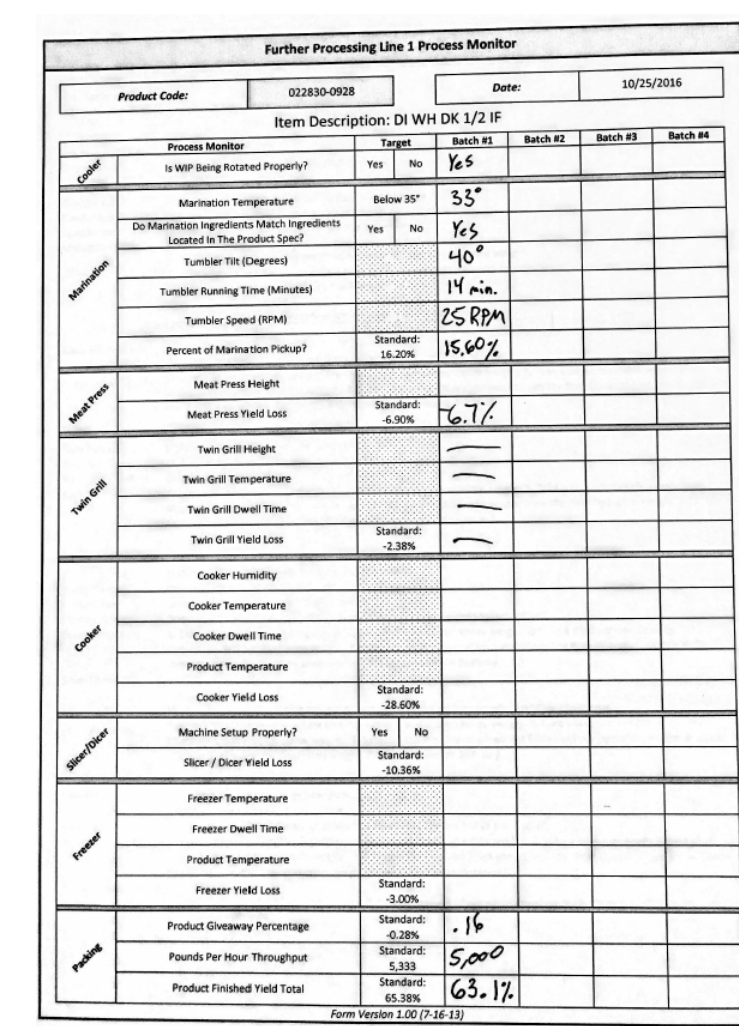 Further Processing Line 1 Process Monitor
Product Code: 022830-0928 Date: 10/25/2016
Item Description: DI WH DK 1/2 IF
Process Monitor Target Batch #1 Batch #2 Batch #3 Batch #4
Cooler
Is WIP Being Rotated Properly? Yes No Yes
Marination
Marination Temperature Below 35° 33°
Do Marination Ingredients Match Ingredients
Located In The Product Spec? Yes No Yes
Tumbler Tilt (Degrees) 40°
Tumbler Running Time (Minutes) 14 min.
Tumbler Speed (RPM) 25 RPM
Percent of Marination Pickup? Standard:
16.20% 15.60%
Meat Press
Meat Press Height
Meat Press Yield Loss Standard:
-6.90% -6.7%
Twin Grill
Twin Grill Height —
Twin Grill Temperature —
Twin Grill Dwell Time —
Twin Grill Yield Loss Standard:
-2.38% —
Cooker
Cooker Humidity
Cooker Temperature
Cooker Dwell Time
Product Temperature
Cooker Yield Loss Standard:
-28.60%
Slicer/Dicer
Machine Setup Properly? Yes No
Slicer / Dicer Yield Loss Standard:
-10.36%
Freezer
Freezer Temperature
Freezer Dwell Time
Product Temperature
Freezer Yield Loss Standard:
-3.00%
Packing
Product Giveaway Percentage Standard:
-0.28% .16
Pounds Per Hour Throughput Standard:
5,333 5,000
Product Finished Yield Total Standard:
65.38% 63.1%
Form Version 1.00 (7-16-13)